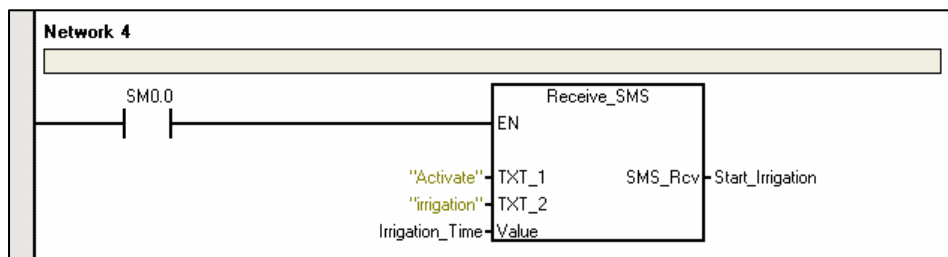 Network 4
SM0.0
Receive_SMS
EN
"Activate" TXT_1 SMS_Rcv Start_Irrigation
"irrigation" TXT_2
Irrigation_Time Value